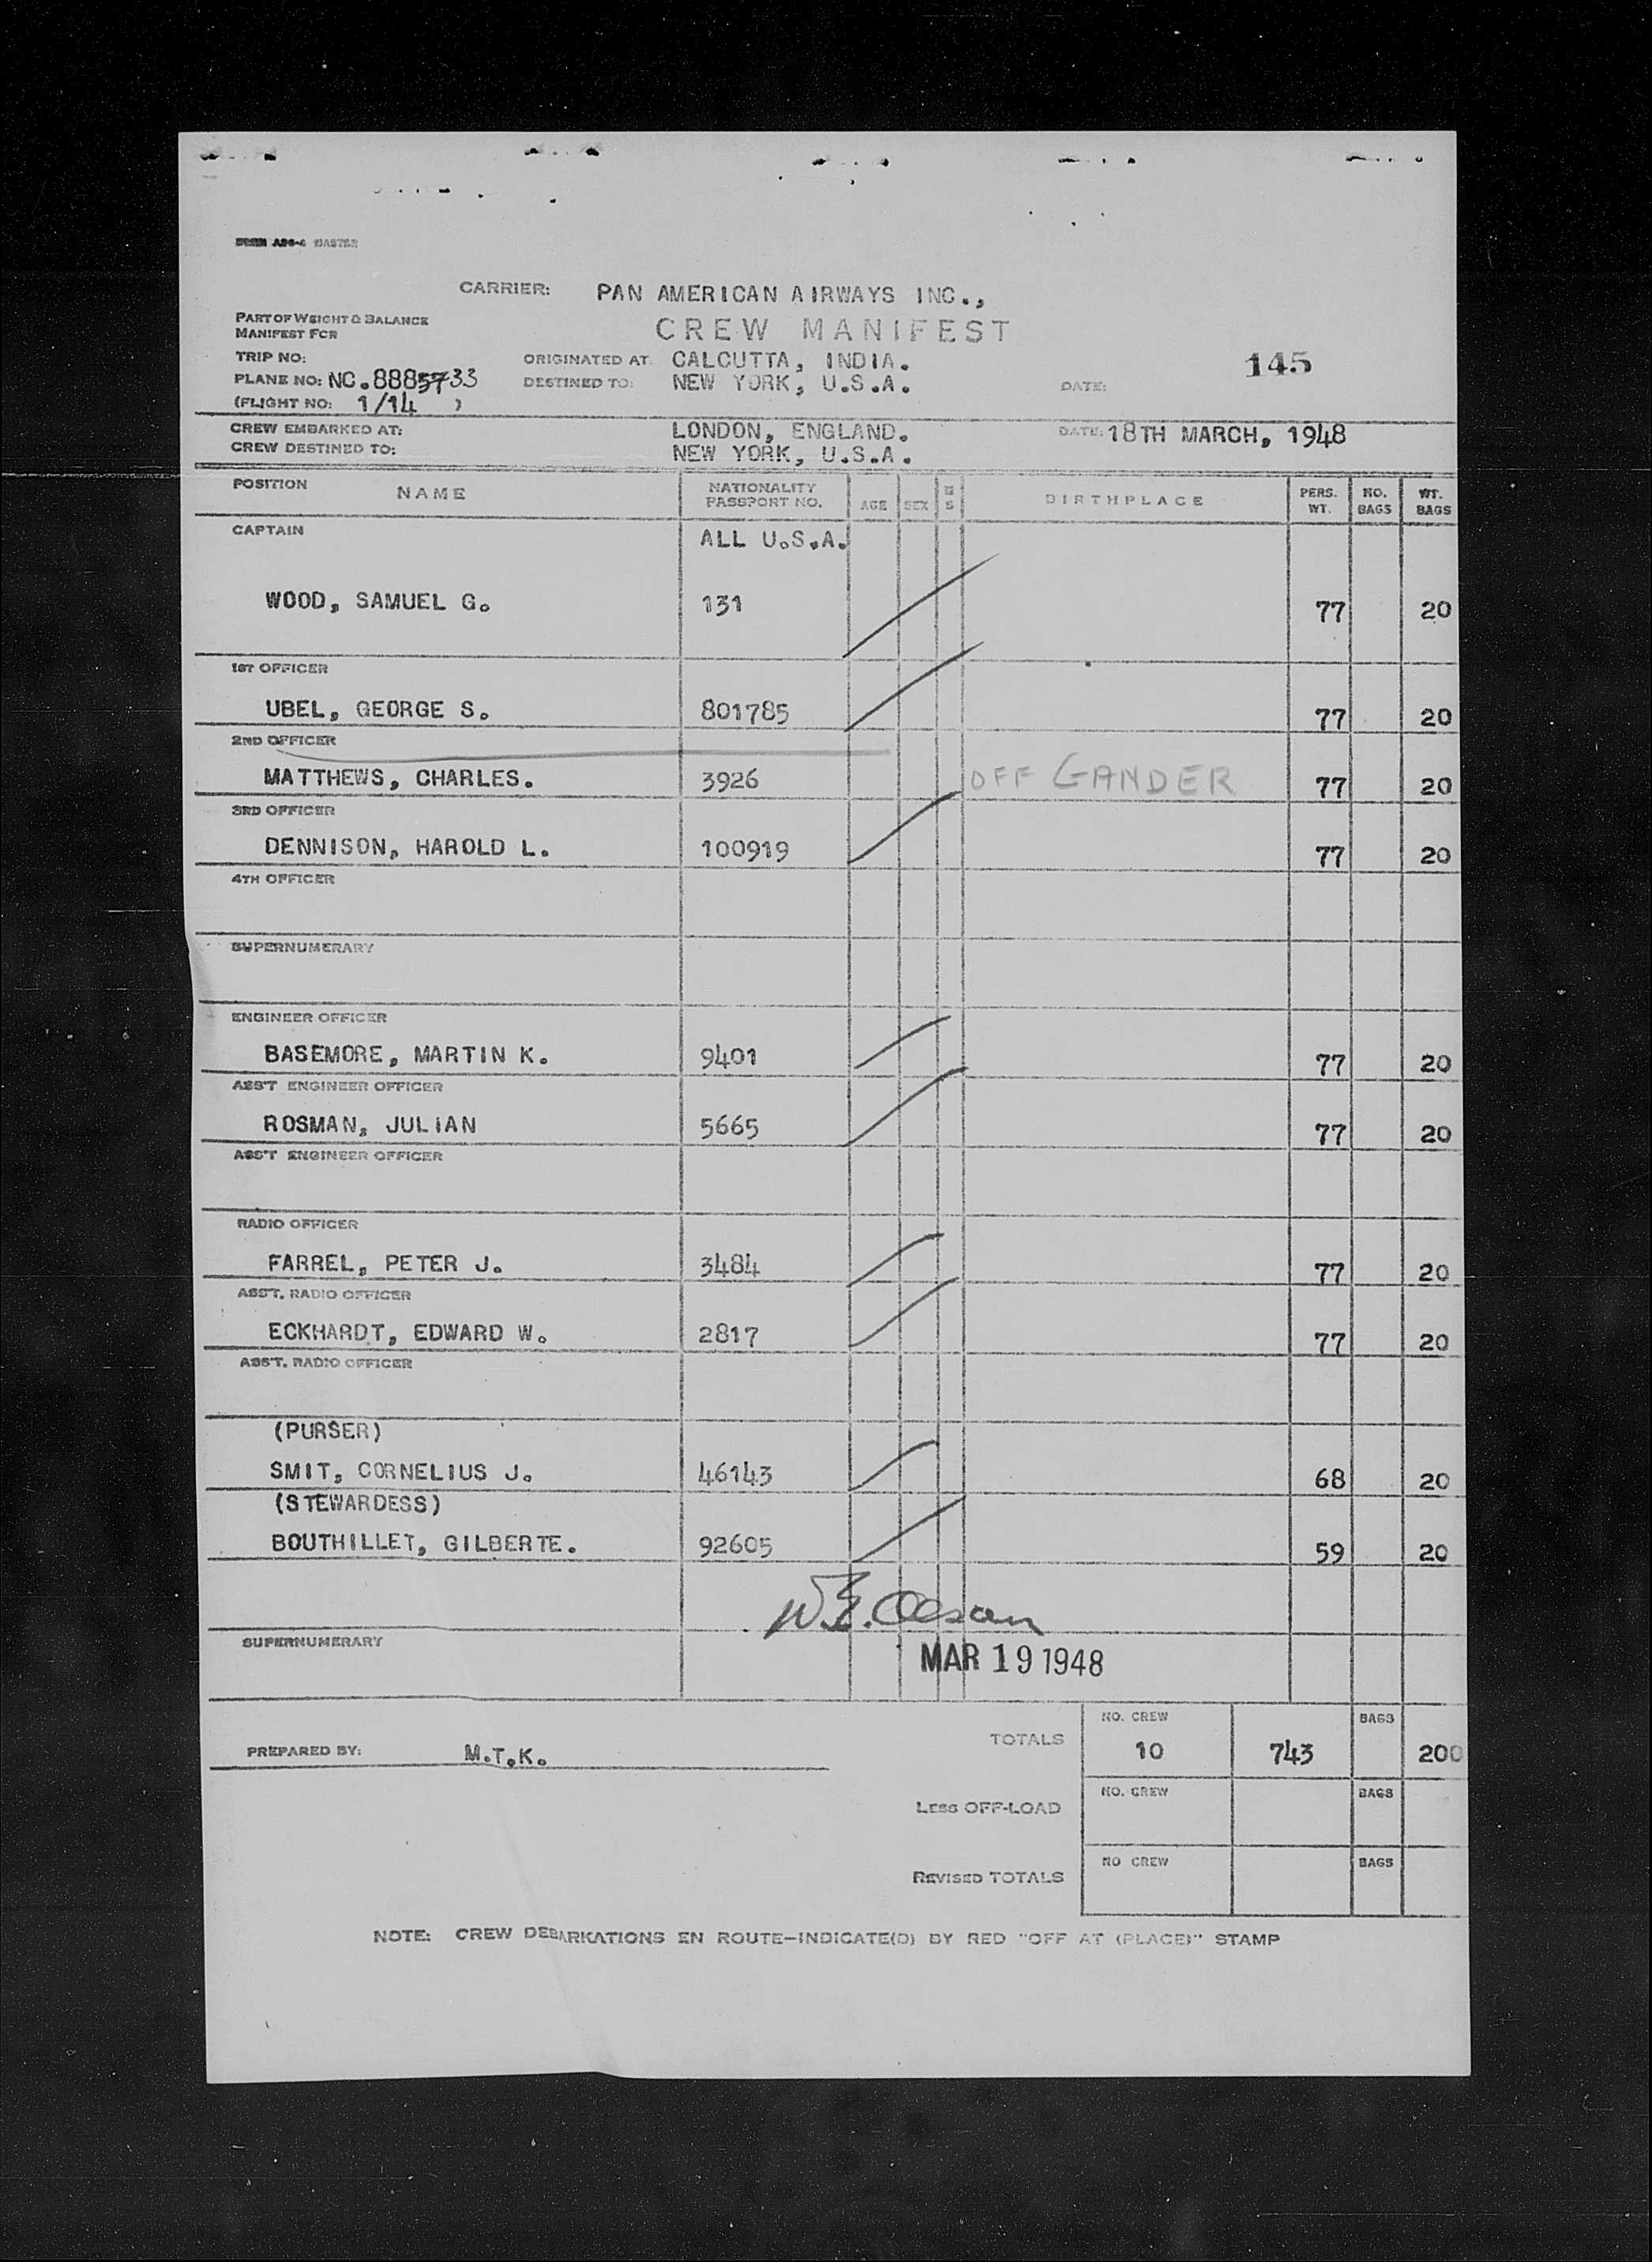 FORM ASG-4 MASTER
CARRIER: PAN AMERICAN AIRWAYS INC.,
PART OF WEIGHT & BALANCE
MANIFEST FOR
CREW MANIFEST
TRIP NO:
ORIGINATED AT: CALCUTTA, INDIA.
145
PLANE NO: NC.
DESTINED TO: NEW YORK, U.S.A.
DATE:
(FLIGHT NO: 1/14 )
CREW EMBARKED AT: LONDON, ENGLAND. DATE: 18TH MARCH, 1948
CREW DESTINED TO: NEW YORK, U.S.A.
POSITION NAME NATIONALITY PASSPORT NO. AGE SEX S BIRTHPLACE PERS. WT. NO. BAGS WT. BAGS
CAPTAIN ALL U.S.A.
WOOD, SAMUEL G. 131 77 20
1ST OFFICER
UBEL, GEORGE S. 801785 77 20
2ND OFFICER
MATTHEWS, CHARLES. 3926 OFF GANDER 77 20
3RD OFFICER
DENNISON, HAROLD L. 100919 77 20
4TH OFFICER
SUPERNUMERARY
ENGINEER OFFICER
BASEMORE, MARTIN K. 9401 77 20
ASS'T ENGINEER OFFICER
ROSMAN, JULIAN 5665 77 20
ASS'T ENGINEER OFFICER
RADIO OFFICER
FARREL, PETER J. 3484 77 20
ASS'T. RADIO OFFICER
ECKHARDT, EDWARD W. 2817 77 20
ASS'T. RADIO OFFICER
(PURSER)
SMIT, CORNELIUS J. 46143 68 20
(STEWARDESS)
BOUTHILLET, GILBERTE. 92605 59 20
Olson
SUPERNUMERARY
MAR 19 1948
NO. CREW BAGS
TOTALS 10 743 200
PREPARED BY: M.T.K.
NO. CREW BAGS
LESS OFF-LOAD
NO CREW BAGS
REVISED TOTALS
NOTE: CREW DEBARKATIONS EN ROUTE-INDICATE(D) BY RED "OFF AT (PLACE)" STAMP